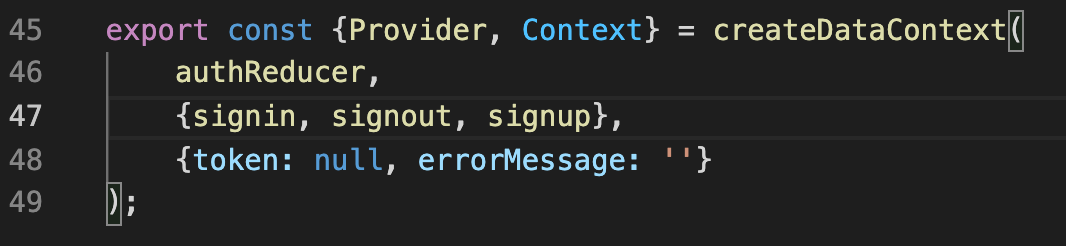 45 export const {Provider, Context} = createDataContext(
46 authReducer,
47 {signin, signout, signup},
48 {token: null, errorMessage: ''}
49 );